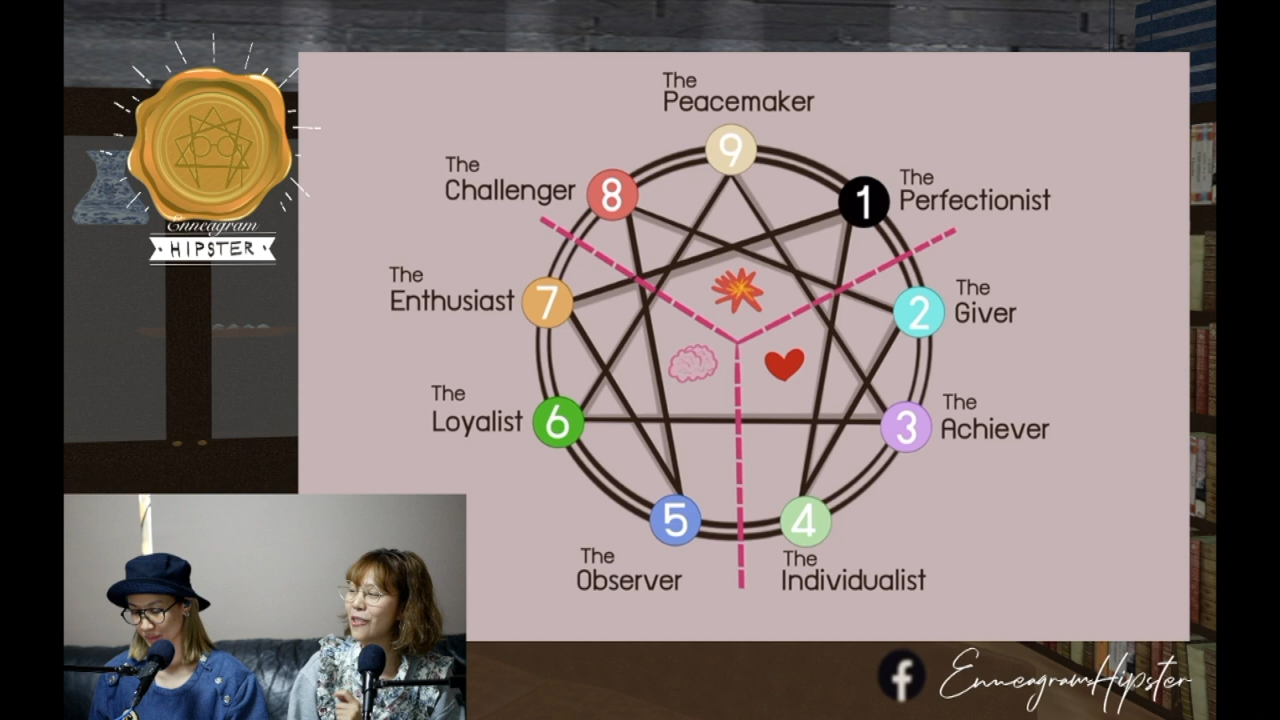 Enneagram
HIPSTER
The
Peacemaker
9
The
Challenger
8
1
The
Perfectionist
The
Enthusiast
7
2
The
Giver
The
Loyalist
6
3
The
Achiever
5
4
The
Observer
The
Individualist
f
EnneagramHipster